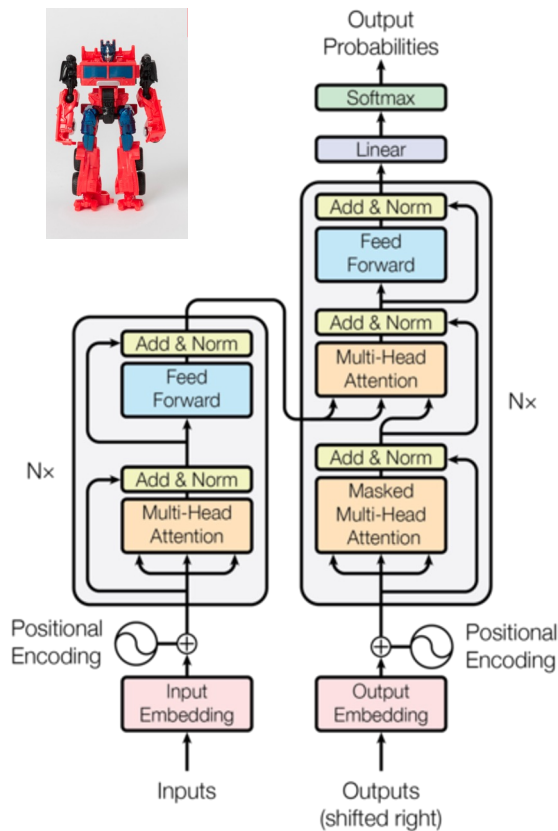 Output
Probabilities
Softmax
Linear
Add & Norm
Feed
Forward
Add & Norm
Multi-Head
Attention
Nx
Add & Norm
Masked
Multi-Head
Attention
Add & Norm
Feed
Forward
Nx
Add & Norm
Multi-Head
Attention
Positional
Encoding
Positional
Encoding
Input
Embedding
Output
Embedding
Inputs
Outputs
(shifted right)